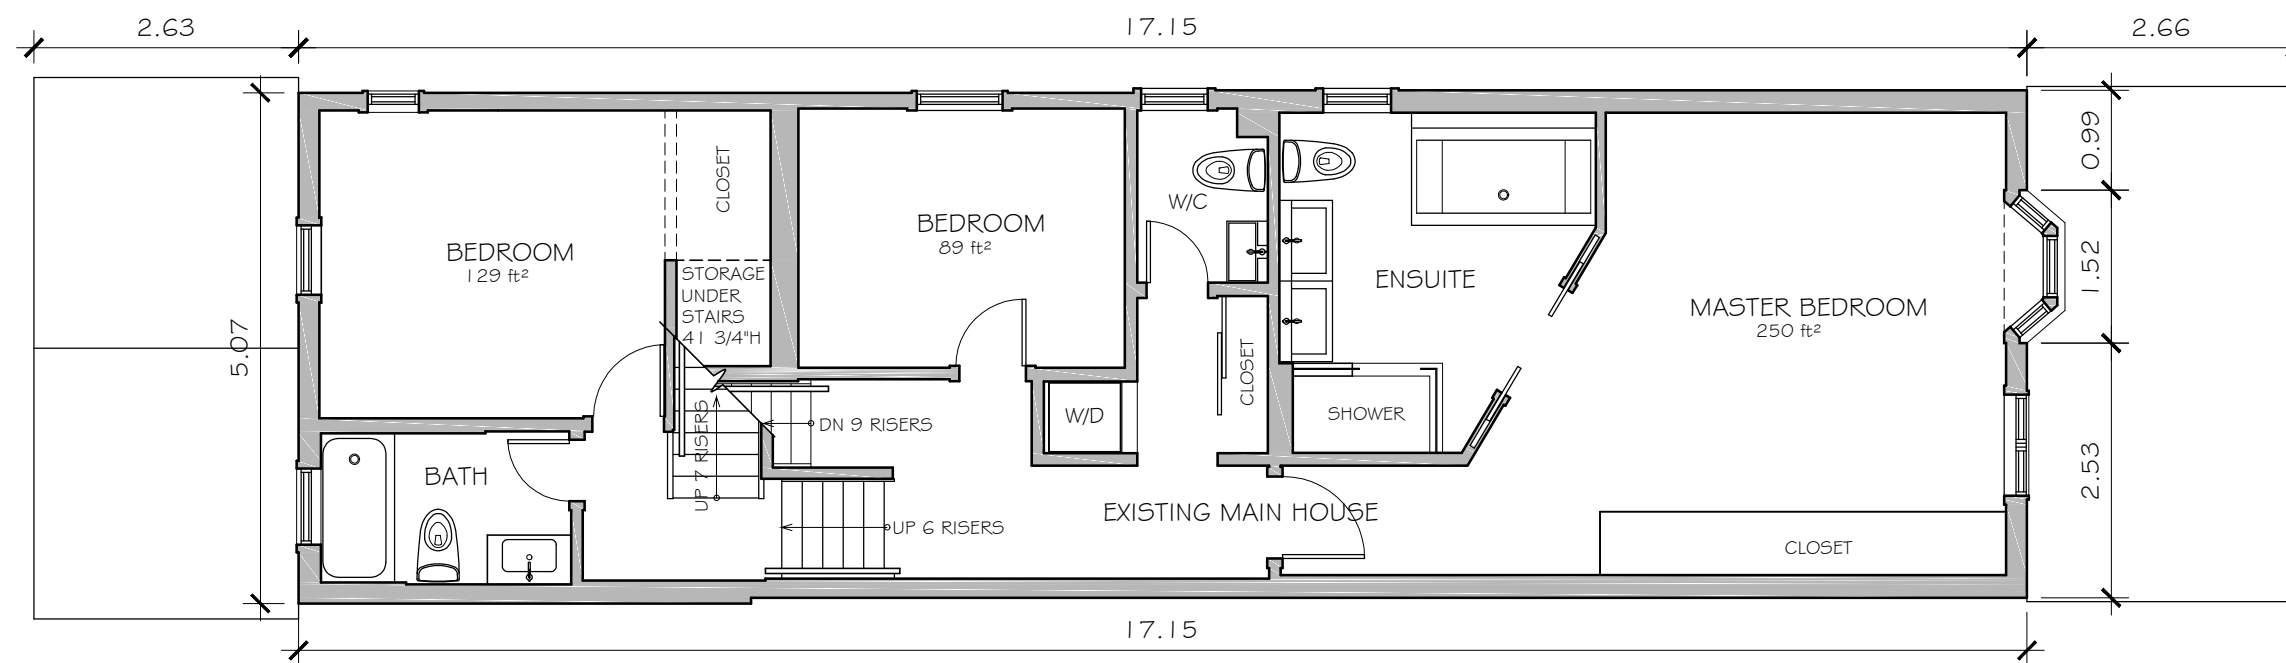 2.63
17.15
2.66
0.99
1.52
2.53
5.07
CLOSET
BEDROOM
129 ft²
STORAGE
UNDER
STAIRS
41 3/4"H
BEDROOM
89 ft²
W/C
ENSUITE
MASTER BEDROOM
250 ft²
CLOSET
W/D
SHOWER
UP 7 RISERS
DN 9 RISERS
BATH
UP 6 RISERS
EXISTING MAIN HOUSE
CLOSET
17.15